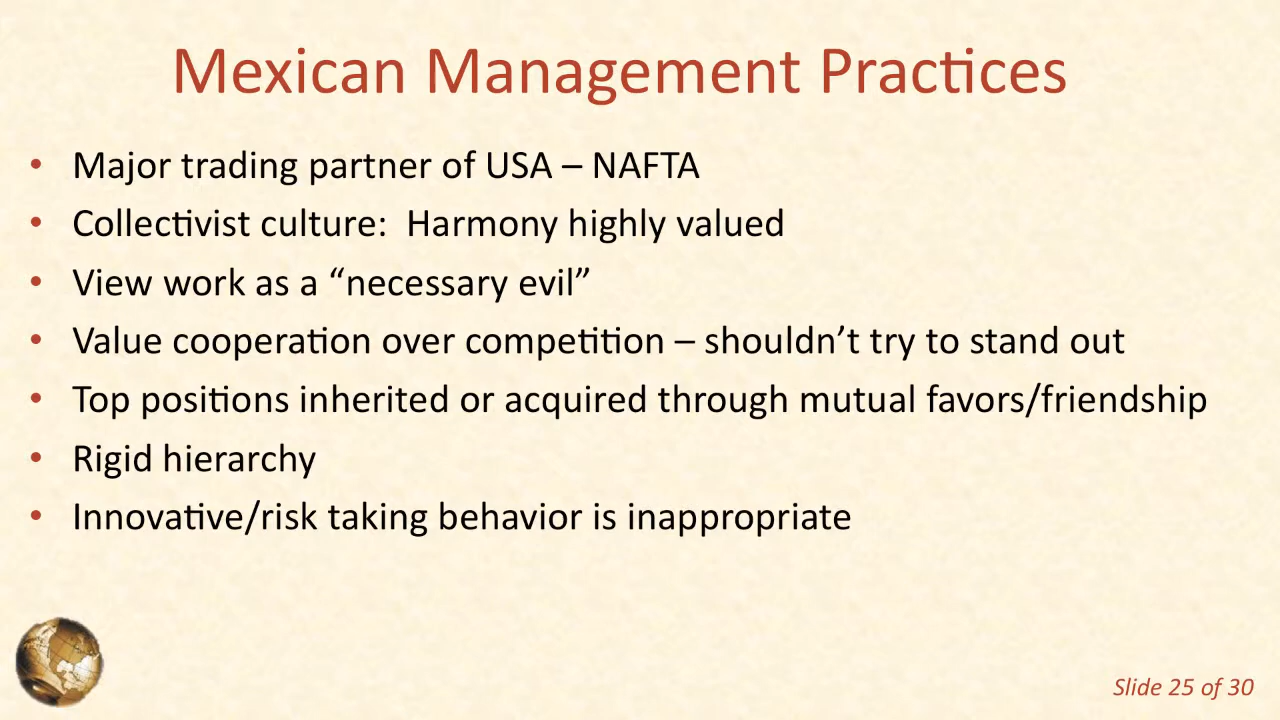 Mexican Management Practices
• Major trading partner of USA – NAFTA
• Collectivist culture:  Harmony highly valued
• View work as a “necessary evil”
• Value cooperation over competition – shouldn’t try to stand out
• Top positions inherited or acquired through mutual favors/friendship
• Rigid hierarchy
• Innovative/risk taking behavior is inappropriate
Slide 25 of 30